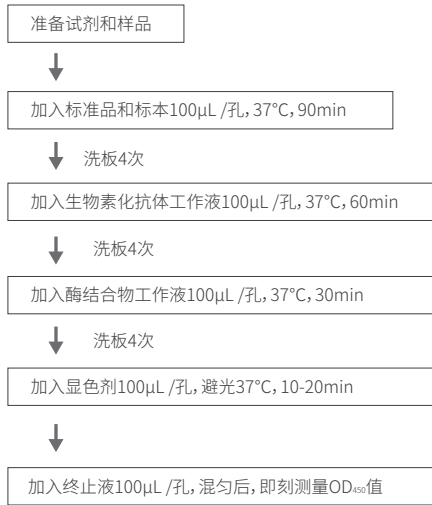 准备试剂和样品
加入标准品和标本100μL /孔，37°C，90min
洗板4次
加入生物素化抗体工作液100μL /孔，37°C，60min
洗板4次
加入酶结合物工作液100μL /孔，37°C，30min
洗板4次
加入显色剂100μL /孔，避光37°C，10-20min
加入终止液100μL /孔，混匀后，即刻测量OD₄₅₀值